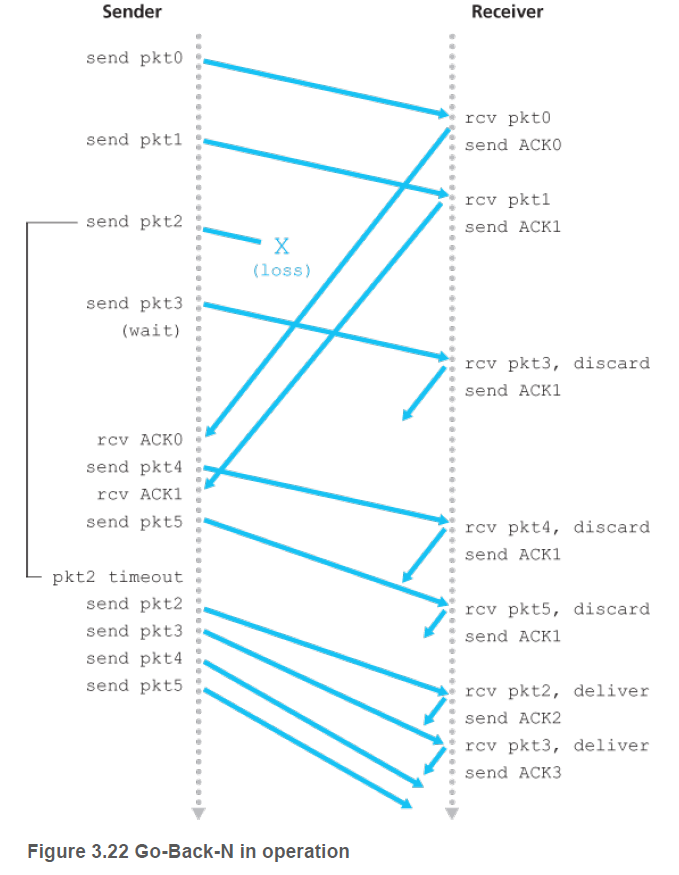 Sender
Receiver
send pkt0
rcv pkt0
send ACK0
send pkt1
rcv pkt1
send ACK1
send pkt2
X
(loss)
send pkt3
(wait)
rcv pkt3, discard
send ACK1
rcv ACK0
send pkt4
rcv ACK1
send pkt5
rcv pkt4, discard
send ACK1
pkt2 timeout
send pkt2
send pkt3
send pkt4
send pkt5
rcv pkt5, discard
send ACK1
rcv pkt2, deliver
send ACK2
rcv pkt3, deliver
send ACK3
Figure 3.22 Go-Back-N in operation